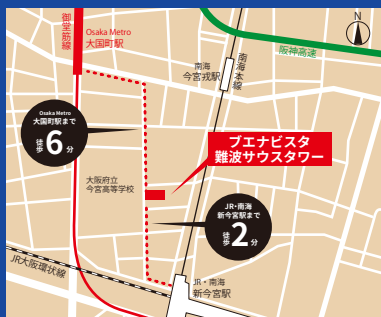 御堂筋線
Osaka Metro
大国町駅
N
阪神高速
南海
今宮戎駅
南海本線
Osaka Metro
大国町駅まで
徒歩6分
ブエナビスタ
難波サウスタワー
大阪府立
今宮高等学校
JR・南海
新今宮駅まで
徒歩2分
JR大阪環状線
JR・南海
新今宮駅